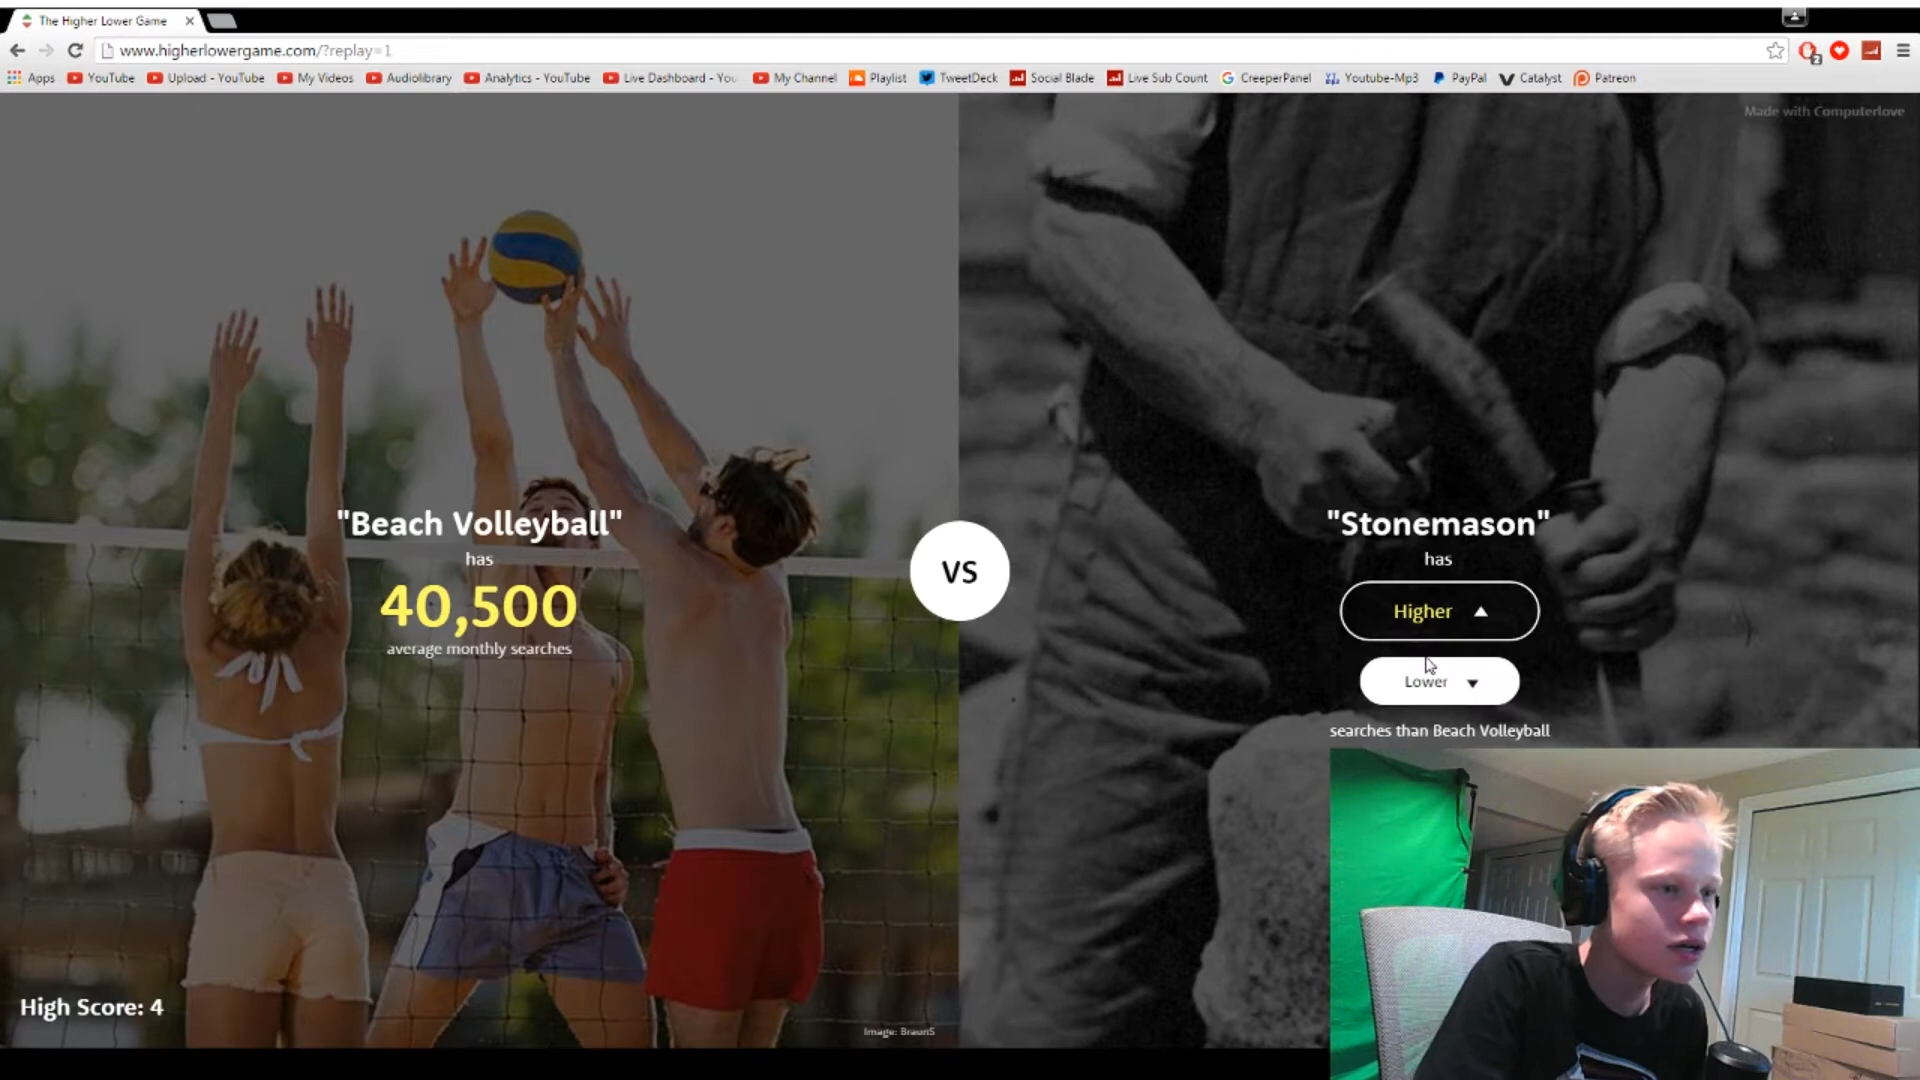 The Higher Lower Game
www.higherlowergame.com/?replay=1
Apps YouTube Upload - YouTube My Videos Audiolibrary Analytics - YouTube Live Dashboard - You My Channel Playlist TweetDeck Social Blade Live Sub Count CreeperPanel Youtube-Mp3 PayPal Catalyst Patreon
Made with Computerlove
"Beach Volleyball"
has
40,500
average monthly searches
VS
"Stonemason"
has
Higher
Lower
searches than Beach Volleyball
High Score: 4
Image: BraunS